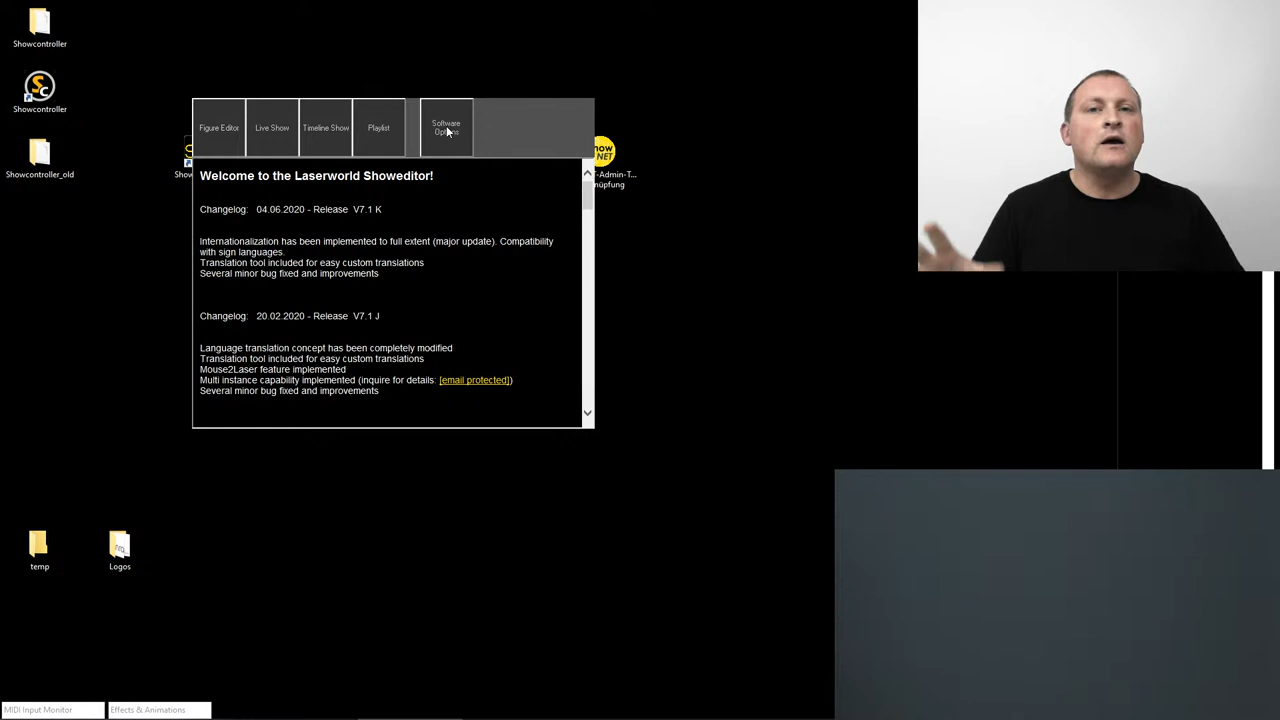 Showcontroller
Showcontroller
Showcontroller_old
Figure Editor
Live Show
Timeline Show
Playlist
Software
Options
Welcome to the Laserworld Showeditor!
Changelog: 04.06.2020 - Release V7.1 K
Internationalization has been implemented to full extent (major update). Compatibility
with sign languages.
Translation tool included for easy custom translations
Several minor bug fixed and improvements
Changelog: 20.02.2020 - Release V7.1 J
Language translation concept has been completely modified
Translation tool included for easy custom translations
Mouse2Laser feature implemented
Multi instance capability implemented (inquire for details: [email protected])
Several minor bug fixed and improvements
NET
T-Admin-T...
temp
Logos
MIDI Input Monitor
Effects & Animations